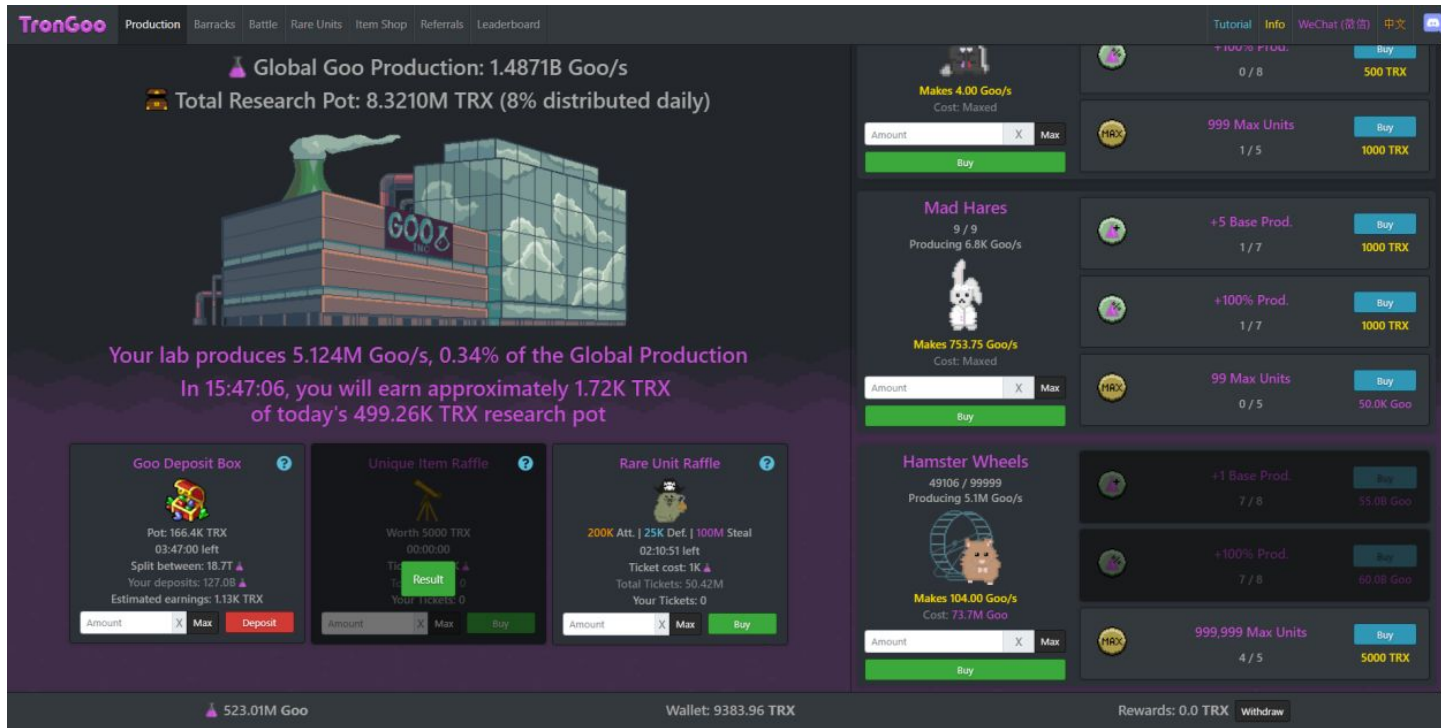 TronGoo Production Barracks Battle Rare Units Item Shop Referrals Leaderboard Tutorial Info WeChat (微信) 中文
Global Goo Production: 1.4871B Goo/s
Total Research Pot: 8.3210M TRX (8% distributed daily)
GOO
INC
Your lab produces 5.124M Goo/s, 0.34% of the Global Production
In 15:47:06, you will earn approximately 1.72K TRX
of today's 499.26K TRX research pot
Goo Deposit Box
Pot: 166.4K TRX
03:47:00 left
Split between: 18.7T
Your deposits: 127.0B
Estimated earnings: 1.13K TRX
Amount X Max Deposit
Unique Item Raffle
Worth 5000 TRX
00:00:00
Result
Your Tickets: 0
Amount X Max Buy
Rare Unit Raffle
200K Att. | 25K Def. | 100M Steal
02:10:51 left
Ticket cost: 1K
Total Tickets: 50.42M
Your Tickets: 0
Amount X Max Buy
Makes 4.00 Goo/s
Cost: Maxed
Amount X Max
Buy
+100% Prod. Buy
0 / 8 500 TRX
999 Max Units Buy
MAX
1 / 5 1000 TRX
Mad Hares
9 / 9
Producing 6.8K Goo/s
Makes 753.75 Goo/s
Cost: Maxed
Amount X Max
Buy
+5 Base Prod. Buy
1 / 7 1000 TRX
+100% Prod. Buy
1 / 7 1000 TRX
99 Max Units Buy
MAX
0 / 5 50.0K Goo
Hamster Wheels
49106 / 99999
Producing 5.1M Goo/s
Makes 104.00 Goo/s
Cost: 73.7M Goo
Amount X Max
Buy
+1 Base Prod. Buy
7 / 8 55.0B Goo
+100% Prod. Buy
7 / 8 60.0B Goo
999,999 Max Units Buy
MAX
4 / 5 5000 TRX
523.01M Goo
Wallet: 9383.96 TRX
Rewards: 0.0 TRX Withdraw